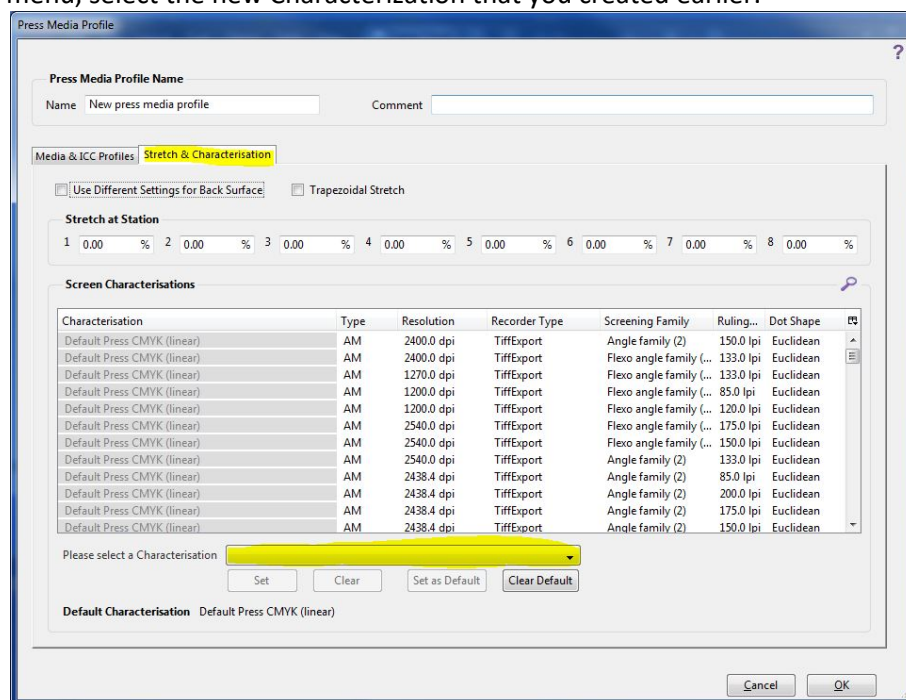 menu, select the new Characterization that you created earlier.
Press Media Profile
?
Press Media Profile Name
Name New press media profile Comment
Media & ICC Profiles Stretch & Characterisation
Use Different Settings for Back Surface Trapezoidal Stretch
Stretch at Station
1 0.00 % 2 0.00 % 3 0.00 % 4 0.00 % 5 0.00 % 6 0.00 % 7 0.00 % 8 0.00 %
Screen Characterisations
Characterisation Type Resolution Recorder Type Screening Family Ruling... Dot Shape
Default Press CMYK (linear) AM 2400.0 dpi TiffExport Angle family (2) 150.0 lpi Euclidean
Default Press CMYK (linear) AM 2400.0 dpi TiffExport Flexo angle family (... 133.0 lpi Euclidean
Default Press CMYK (linear) AM 1270.0 dpi TiffExport Flexo angle family (... 133.0 lpi Euclidean
Default Press CMYK (linear) AM 1200.0 dpi TiffExport Flexo angle family (... 85.0 lpi Euclidean
Default Press CMYK (linear) AM 1200.0 dpi TiffExport Flexo angle family (... 120.0 lpi Euclidean
Default Press CMYK (linear) AM 2540.0 dpi TiffExport Flexo angle family (... 175.0 lpi Euclidean
Default Press CMYK (linear) AM 2540.0 dpi TiffExport Flexo angle family (... 150.0 lpi Euclidean
Default Press CMYK (linear) AM 2540.0 dpi TiffExport Angle family (2) 133.0 lpi Euclidean
Default Press CMYK (linear) AM 2438.4 dpi TiffExport Angle family (2) 85.0 lpi Euclidean
Default Press CMYK (linear) AM 2438.4 dpi TiffExport Angle family (2) 200.0 lpi Euclidean
Default Press CMYK (linear) AM 2438.4 dpi TiffExport Angle family (2) 175.0 lpi Euclidean
Default Press CMYK (linear) AM 2438.4 dpi TiffExport Angle family (2) 150.0 lpi Euclidean
Please select a Characterisation
Set Clear Set as Default Clear Default
Default Characterisation Default Press CMYK (linear)
Cancel OK